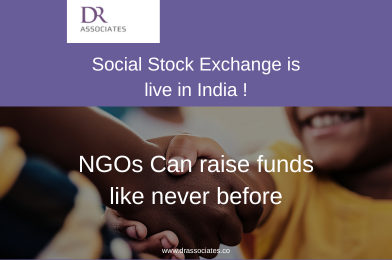 DR
ASSOCIATES
Social Stock Exchange is
live in India !
NGOs Can raise funds
like never before
www.drassociates.co